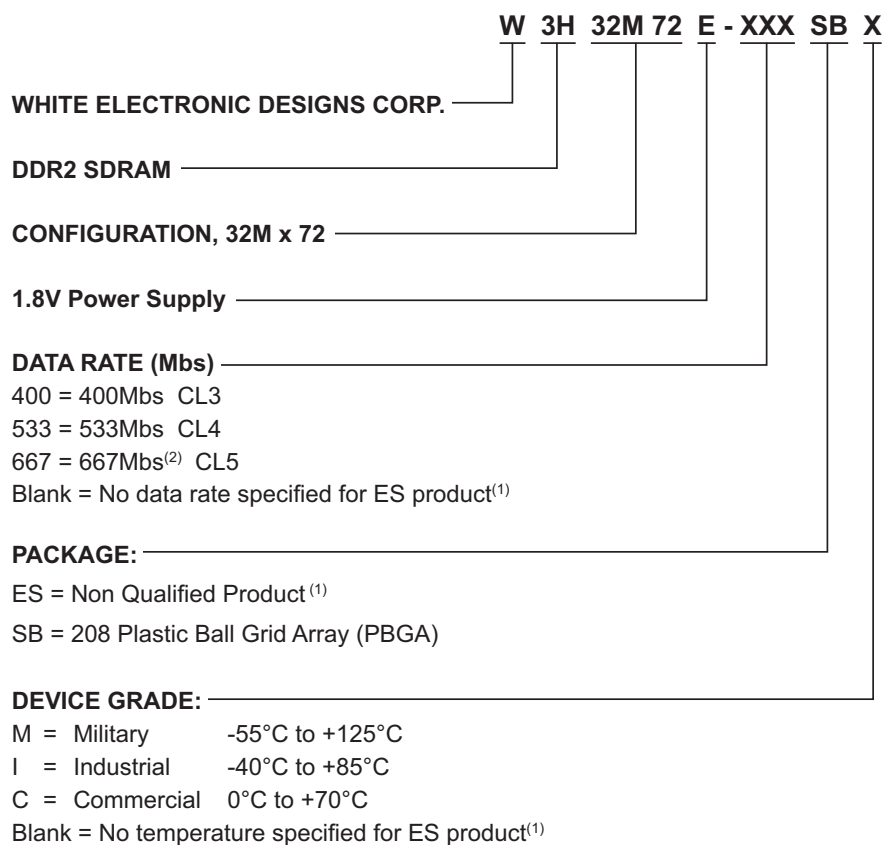 W 3H 32M 72 E - XXX SB X
WHITE ELECTRONIC DESIGNS CORP.
DDR2 SDRAM
CONFIGURATION, 32M x 72
1.8V Power Supply
DATA RATE (Mbs)
400 = 400Mbs CL3
533 = 533Mbs CL4
667 = 667Mbs(2) CL5
Blank = No data rate specified for ES product(1)
PACKAGE:
ES = Non Qualified Product (1)
SB = 208 Plastic Ball Grid Array (PBGA)
DEVICE GRADE:
M = Military -55°C to +125°C
I = Industrial -40°C to +85°C
C = Commercial 0°C to +70°C
Blank = No temperature specified for ES product(1)